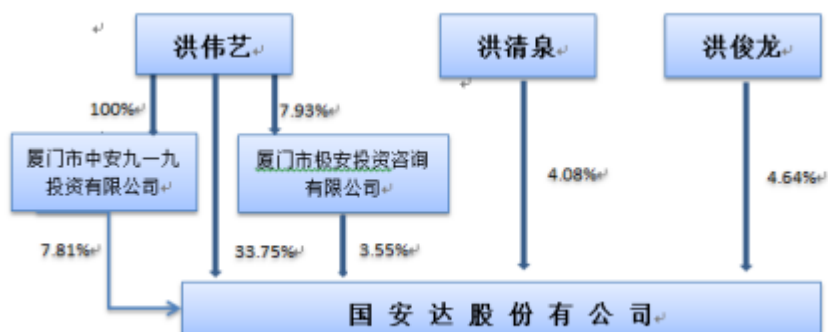 洪伟艺
洪清泉
洪俊龙
100%
7.93%
厦门市中安九一九
投资有限公司
厦门市极安投资咨询
有限公司
4.08%
4.64%
7.81%
33.75%
3.55%
国安达股份有公司